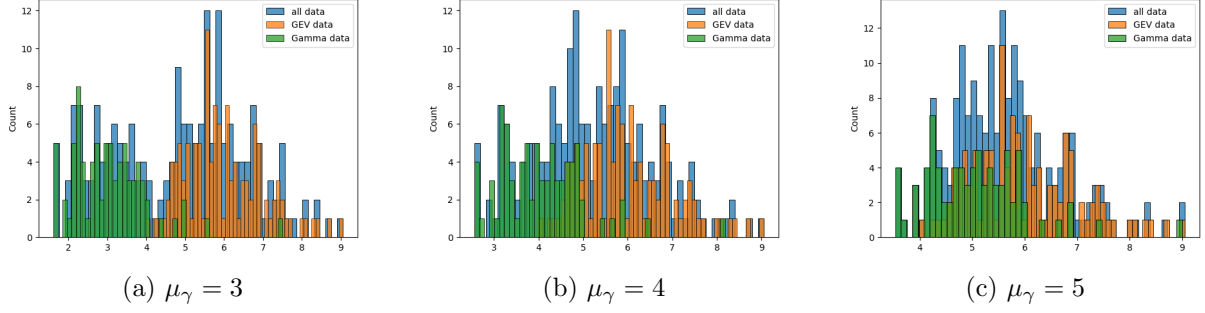 all data
GEV data
Gamma data
Count
12
10
8
6
4
2
0
2 3 4 5 6 7 8 9
(a) μγ = 3
all data
GEV data
Gamma data
Count
12
10
8
6
4
2
0
3 4 5 6 7 8 9
(b) μγ = 4
all data
GEV data
Gamma data
Count
12
10
8
6
4
2
0
4 5 6 7 8 9
(c) μγ = 5